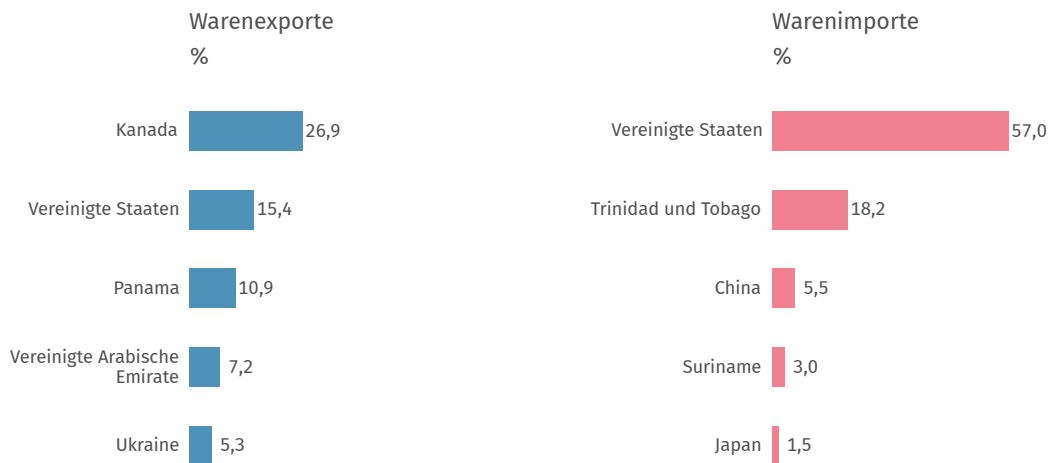 Warenexporte
%
Kanada 26,9
Vereinigte Staaten 15,4
Panama 10,9
Vereinigte Arabische
Emirate 7,2
Ukraine 5,3
Warenimporte
%
Vereinigte Staaten 57,0
Trinidad und Tobago 18,2
China 5,5
Suriname 3,0
Japan 1,5